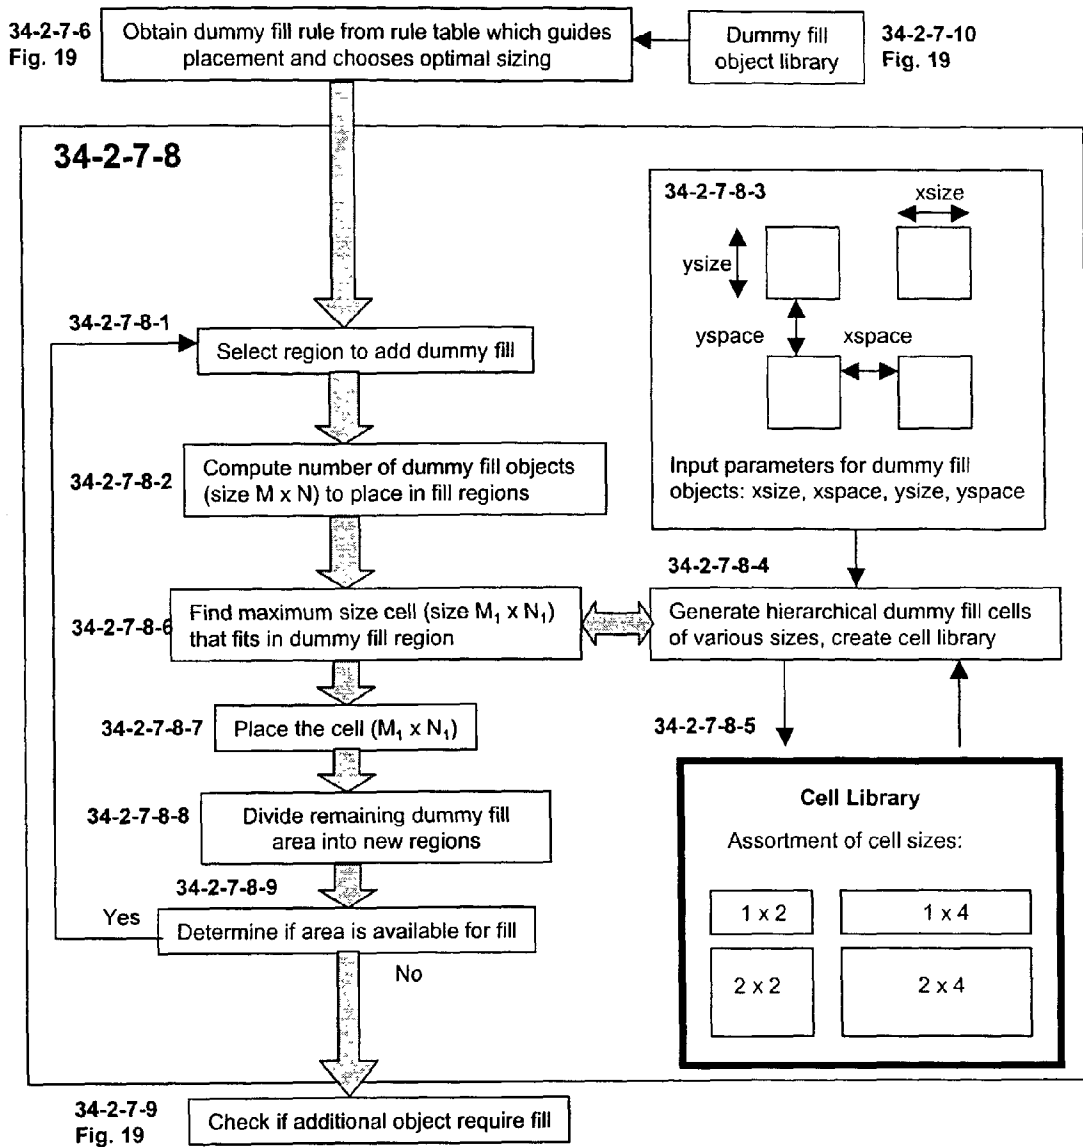 34-2-7-6
Fig. 19
Obtain dummy fill rule from rule table which guides
placement and chooses optimal sizing
Dummy fill
object library
34-2-7-10
Fig. 19
34-2-7-8
34-2-7-8-3
xsize
ysize
yspace
xspace
Input parameters for dummy fill
objects: xsize, xspace, ysize, yspace
34-2-7-8-1
Select region to add dummy fill
34-2-7-8-2
Compute number of dummy fill objects
(size M x N) to place in fill regions
34-2-7-8-4
34-2-7-8-6
Find maximum size cell (size M₁ x N₁)
that fits in dummy fill region
Generate hierarchical dummy fill cells
of various sizes, create cell library
34-2-7-8-7
Place the cell (M₁ x N₁)
34-2-7-8-5
34-2-7-8-8
Divide remaining dummy fill
area into new regions
Cell Library
Assortment of cell sizes:
1 x 2
1 x 4
2 x 2
2 x 4
34-2-7-8-9
Yes
Determine if area is available for fill
No
34-2-7-9
Fig. 19
Check if additional object require fill